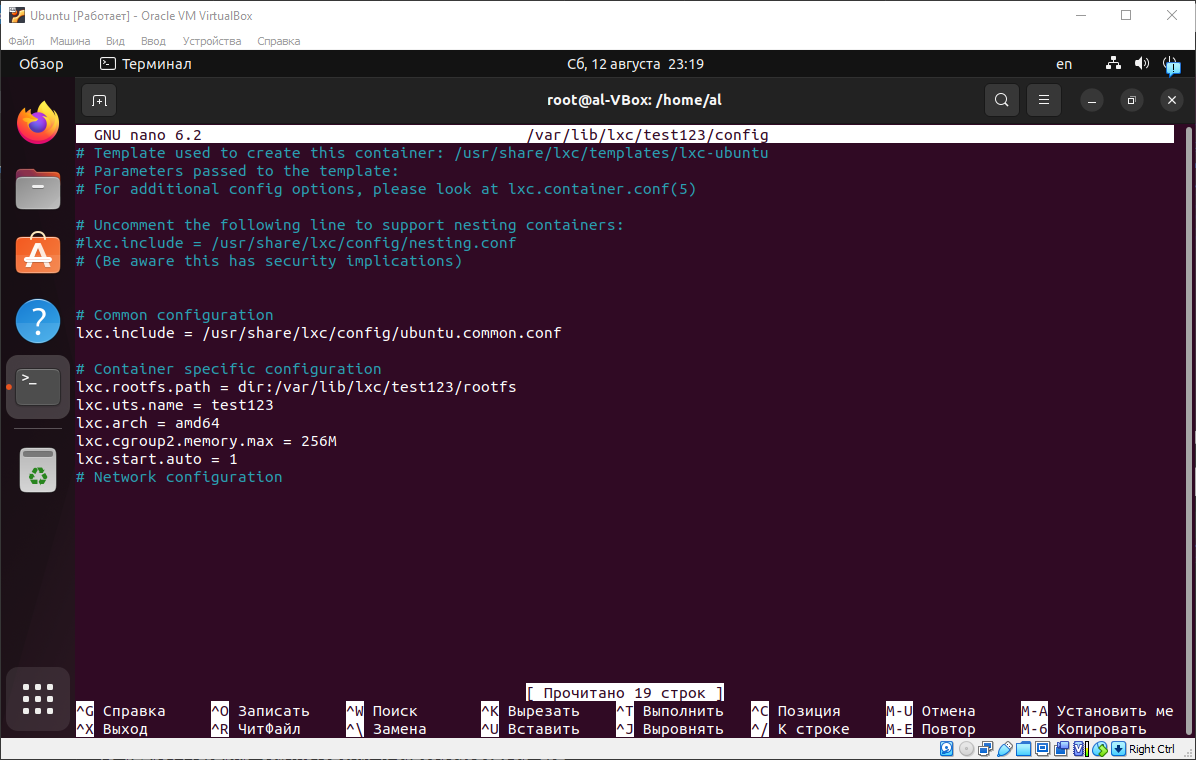 Ubuntu [Работает] - Oracle VM VirtualBox
Файл Машина Вид Ввод Устройства Справка
Обзор Терминал Сб, 12 августа 23:19 en
root@al-VBox: /home/al
GNU nano 6.2 /var/lib/lxc/test123/config
# Template used to create this container: /usr/share/lxc/templates/lxc-ubuntu
# Parameters passed to the template:
# For additional config options, please look at lxc.container.conf(5)
# Uncomment the following line to support nesting containers:
#lxc.include = /usr/share/lxc/config/nesting.conf
# (Be aware this has security implications)
# Common configuration
lxc.include = /usr/share/lxc/config/ubuntu.common.conf
# Container specific configuration
lxc.rootfs.path = dir:/var/lib/lxc/test123/rootfs
lxc.uts.name = test123
lxc.arch = amd64
lxc.cgroup2.memory.max = 256M
lxc.start.auto = 1
# Network configuration
[ Прочитано 19 строк ]
^G Справка ^O Записать ^W Поиск ^K Вырезать ^T Выполнить ^C Позиция M-U Отмена M-A Установить ме
^X Выход ^R ЧитФайл ^\ Замена ^U Вставить ^J Выровнять ^/ К строке M-E Повтор M-6 Копировать
Right Ctrl